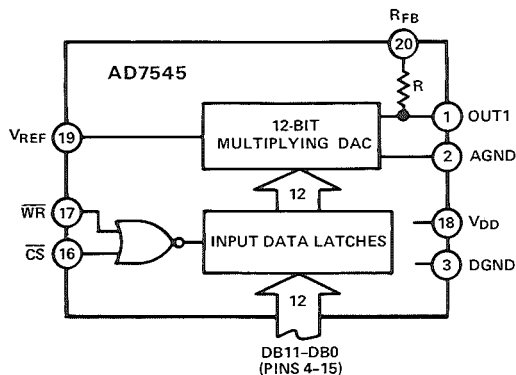 RFB
20
AD7545
R
12-BIT
MULTIPLYING DAC
1
OUT1
VREF
19
2
AGND
12
WR
17
18
VDD
INPUT DATA LATCHES
CS
16
3
DGND
12
DB11–DB0
(PINS 4–15)